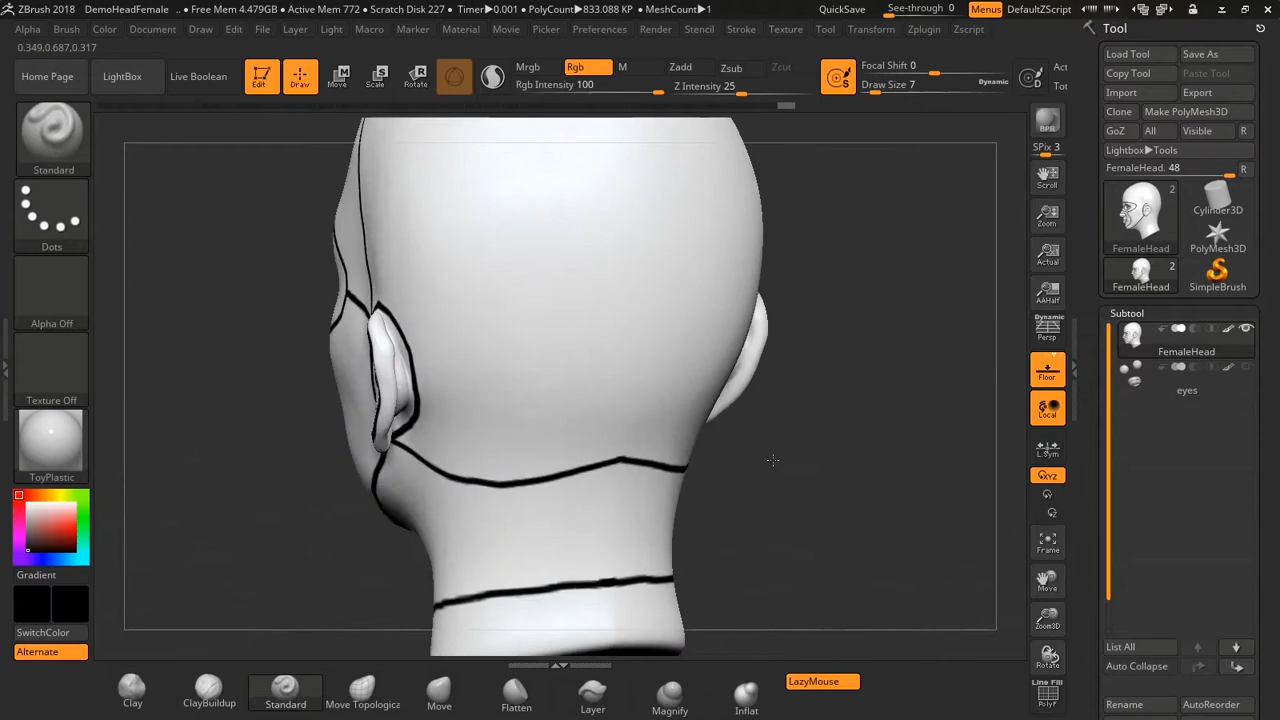 ZBrush 2018 DemoHeadFemale .. • Free Mem 4.479GB • Active Mem 772 • Scratch Disk 227 • Timer▶0.001 • PolyCount▶833.088 KP • MeshCount▶1
QuickSave See-through 0 Menus DefaultZScript
Alpha Brush Color Document Draw Edit File Layer Light Macro Marker Material Movie Picker Preferences Render Stencil Stroke Texture Tool Transform Zplugin Zscript
Tool
0.349,0.687,0.317
Home Page
LightBox
Live Boolean
Edit
Draw
Move
Scale
Rotate
Mrgb Rgb M Zadd Zsub Zcut
Rgb Intensity 100 Z Intensity 25
Focal Shift 0
Draw Size 7 Dynamic
Act
Tot
Load Tool Save As
Copy Tool Paste Tool
Import Export
Clone Make PolyMesh3D
GoZ All Visible R
Lightbox▶Tools
FemaleHead. 48 R
2
FemaleHead
Cylinder3D
PolyMesh3D
2
FemaleHead SimpleBrush
Subtool
FemaleHead
eyes
List All
Auto Collapse
Rename AutoReorder
Standard
Dots
Alpha Off
Texture Off
ToyPlastic
Gradient
SwitchColor
Alternate
BPR
SPix 3
Scroll
Zoom
Actual
AAHalf
Dynamic
Persp
Floor
Local
L.Sym
XYZ
Y
Z
Frame
Move
Zoom3D
Rotate
Line Fill
PolyF
Clay
ClayBuildup
Standard
Move Topologica
Move
Flatten
Layer
Magnify
Inflat
LazyMouse